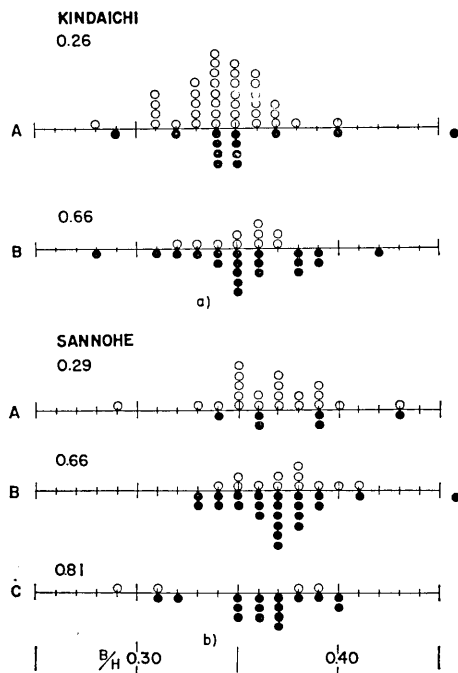 KINDAICHI
0.26
A
0.66
B
a)
SANNOHE
0.29
A
0.66
B
0.81
C
b)
B/H 0.30 0.40